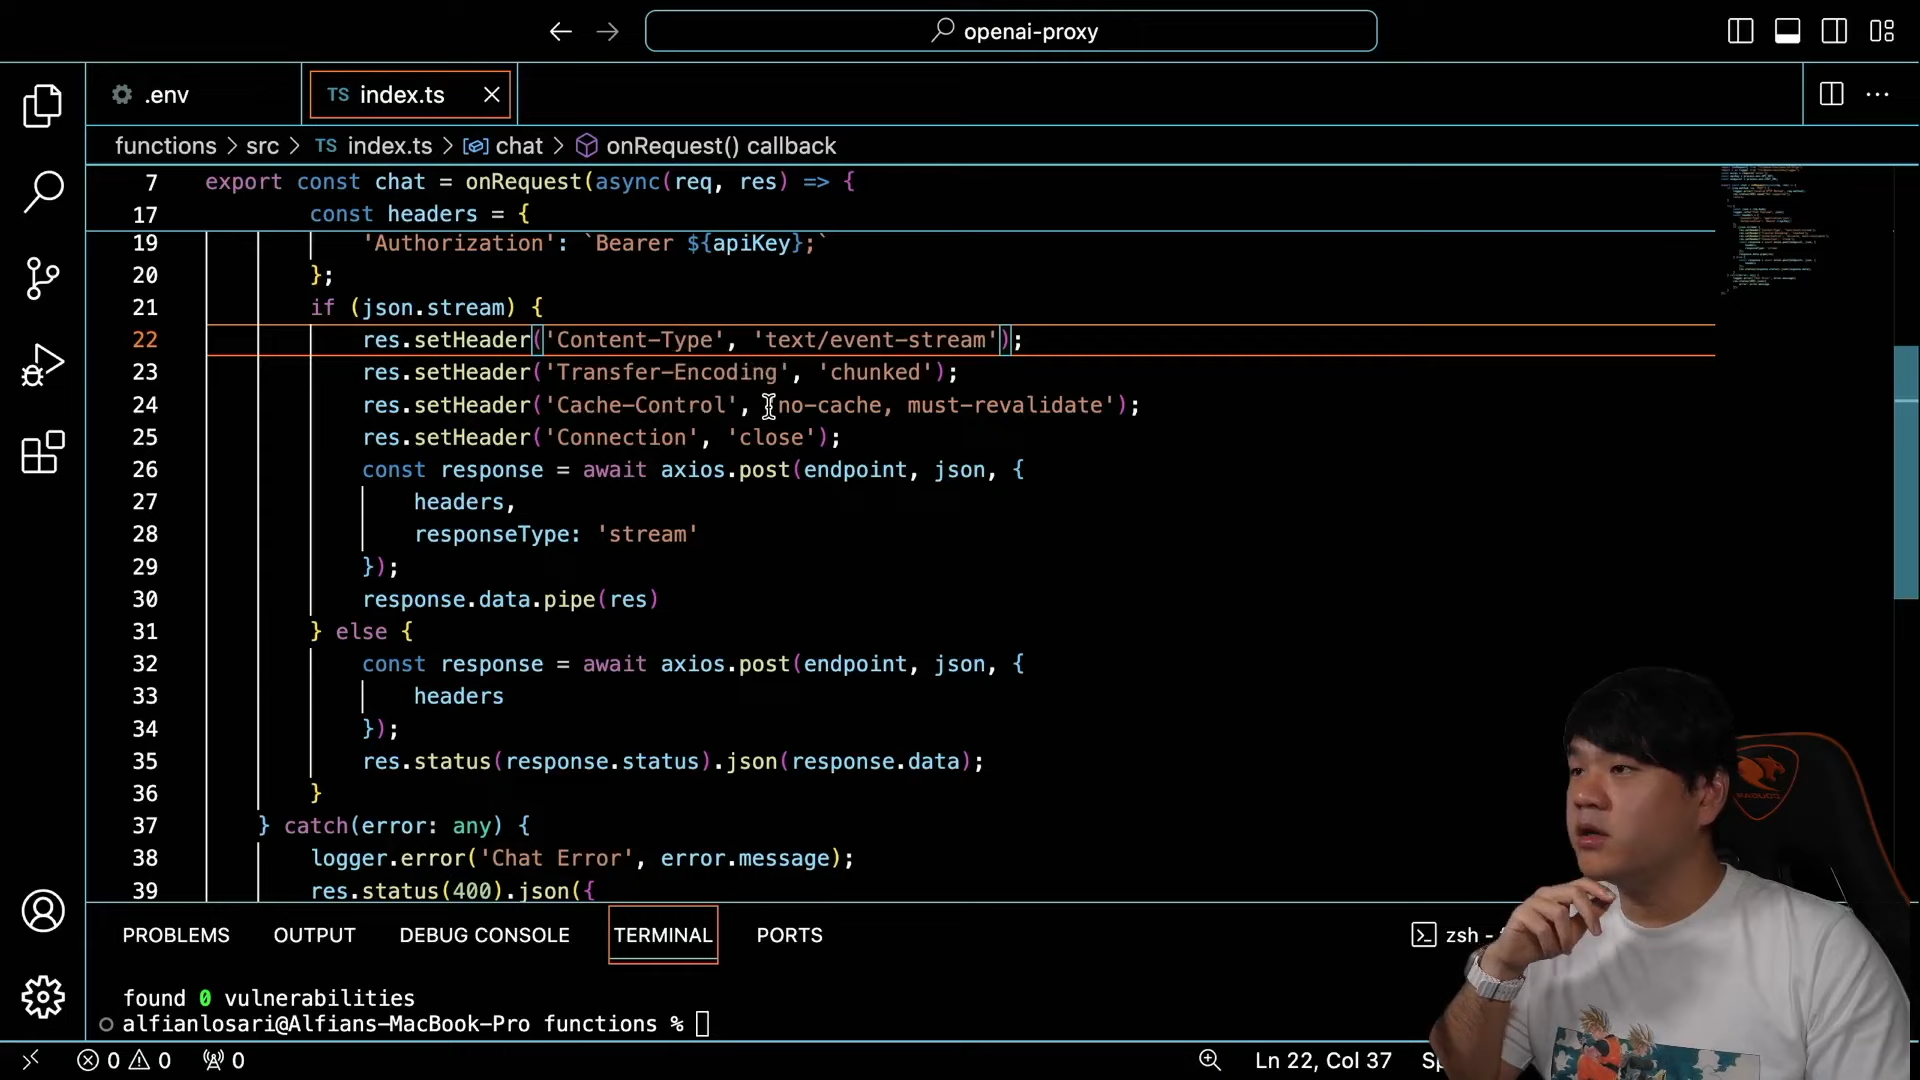 openai-proxy
.env
TS index.ts
functions > src > TS index.ts > chat > onRequest() callback
7 export const chat = onRequest(async(req, res) => {
17 const headers = {
19 'Authorization': `Bearer ${apiKey};`
20 };
21 if (json.stream) {
22 res.setHeader('Content-Type', 'text/event-stream');
23 res.setHeader('Transfer-Encoding', 'chunked');
24 res.setHeader('Cache-Control', 'no-cache, must-revalidate');
25 res.setHeader('Connection', 'close');
26 const response = await axios.post(endpoint, json, {
27 headers,
28 responseType: 'stream'
29 });
30 response.data.pipe(res)
31 } else {
32 const response = await axios.post(endpoint, json, {
33 headers
34 });
35 res.status(response.status).json(response.data);
36 }
37 } catch(error: any) {
38 logger.error('Chat Error', error.message);
39 res.status(400).json({
PROBLEMS OUTPUT DEBUG CONSOLE TERMINAL PORTS
zsh -
found 0 vulnerabilities
alfianlosari@Alfians-MacBook-Pro functions %
0 0 0
Ln 22, Col 37